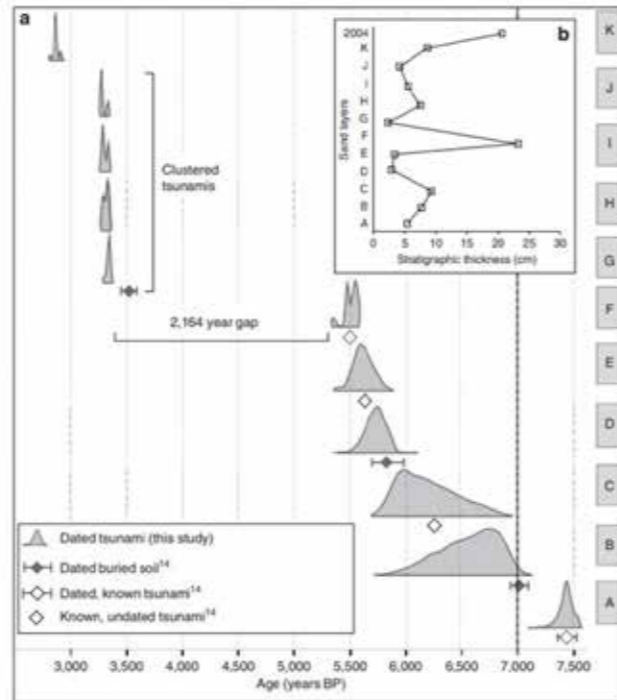 a
b
2004
K
J
I
H
G
F
E
D
C
B
A
Sand layers
0 5 10 15 20 25 30
Stratigraphic thickness (cm)
Clustered
tsunamis
2,164 year gap
K
J
I
H
G
F
E
D
C
B
A
Dated tsunami (this study)
Dated buried soil¹⁴
Dated, known tsunami¹⁴
Known, undated tsunami¹⁴
3,000 3,500 4,000 4,500 5,000 5,500 6,000 6,500 7,000 7,500
Age (years BP)